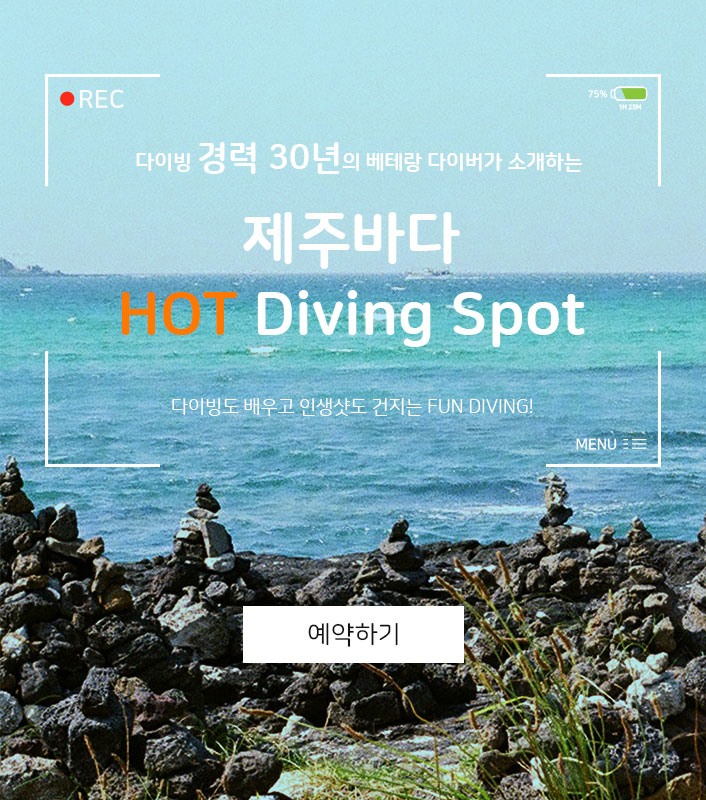 REC
75%
1H 23M
다이빙 경력 30년의 베테랑 다이버가 소개하는
제주바다
HOT Diving Spot
다이빙도 배우고 인생샷도 건지는 FUN DIVING!
MENU
예약하기